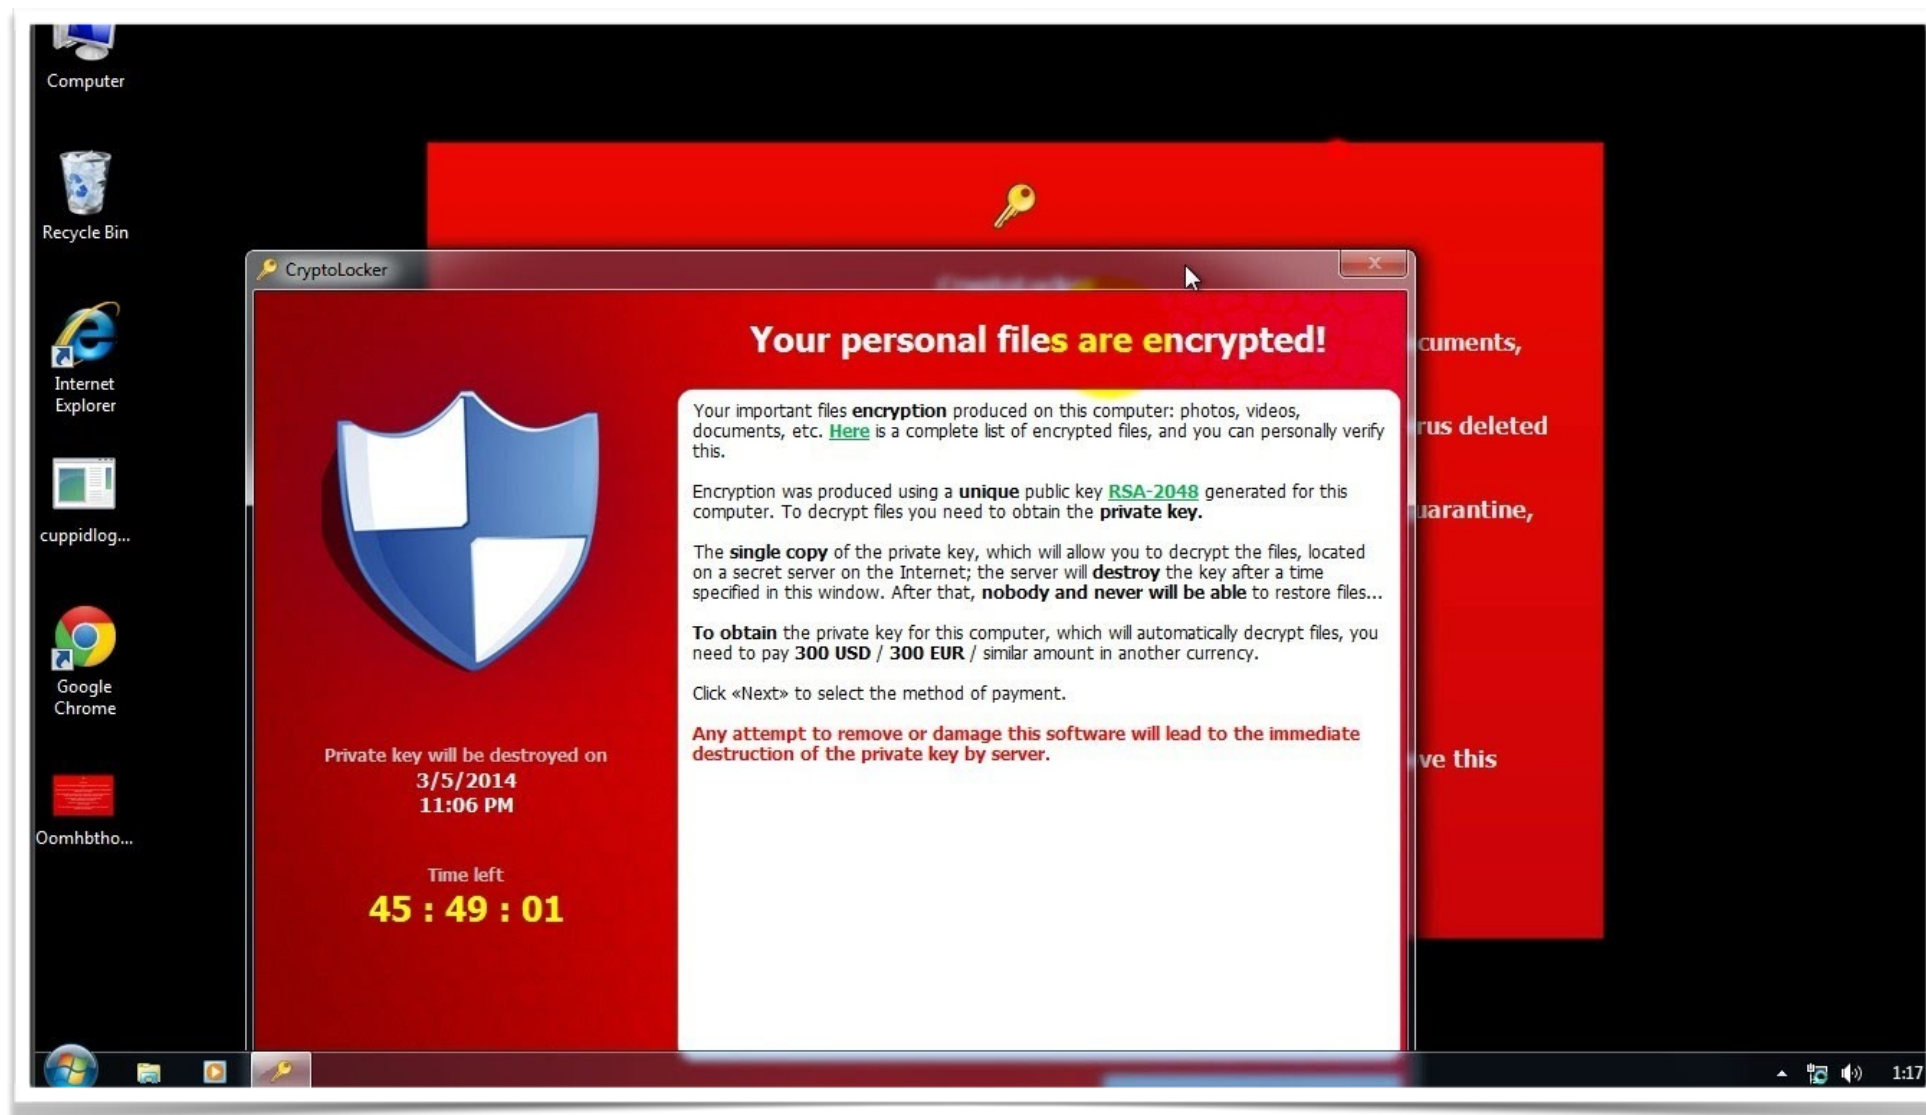 Computer
Recycle Bin
Internet
Explorer
cuppidlog...
Google
Chrome
Oomhbtho...
CryptoLocker
Your personal files are encrypted!
Your important files encryption produced on this computer: photos, videos,
documents, etc. Here is a complete list of encrypted files, and you can personally verify
this.
Encryption was produced using a unique public key RSA-2048 generated for this
computer. To decrypt files you need to obtain the private key.
The single copy of the private key, which will allow you to decrypt the files, located
on a secret server on the Internet; the server will destroy the key after a time
specified in this window. After that, nobody and never will be able to restore files...
To obtain the private key for this computer, which will automatically decrypt files, you
need to pay 300 USD / 300 EUR / similar amount in another currency.
Click «Next» to select the method of payment.
Any attempt to remove or damage this software will lead to the immediate
destruction of the private key by server.
Private key will be destroyed on
3/5/2014
11:06 PM
Time left
45 : 49 : 01
cuments,
rus deleted
uarantine,
ve this
1:17